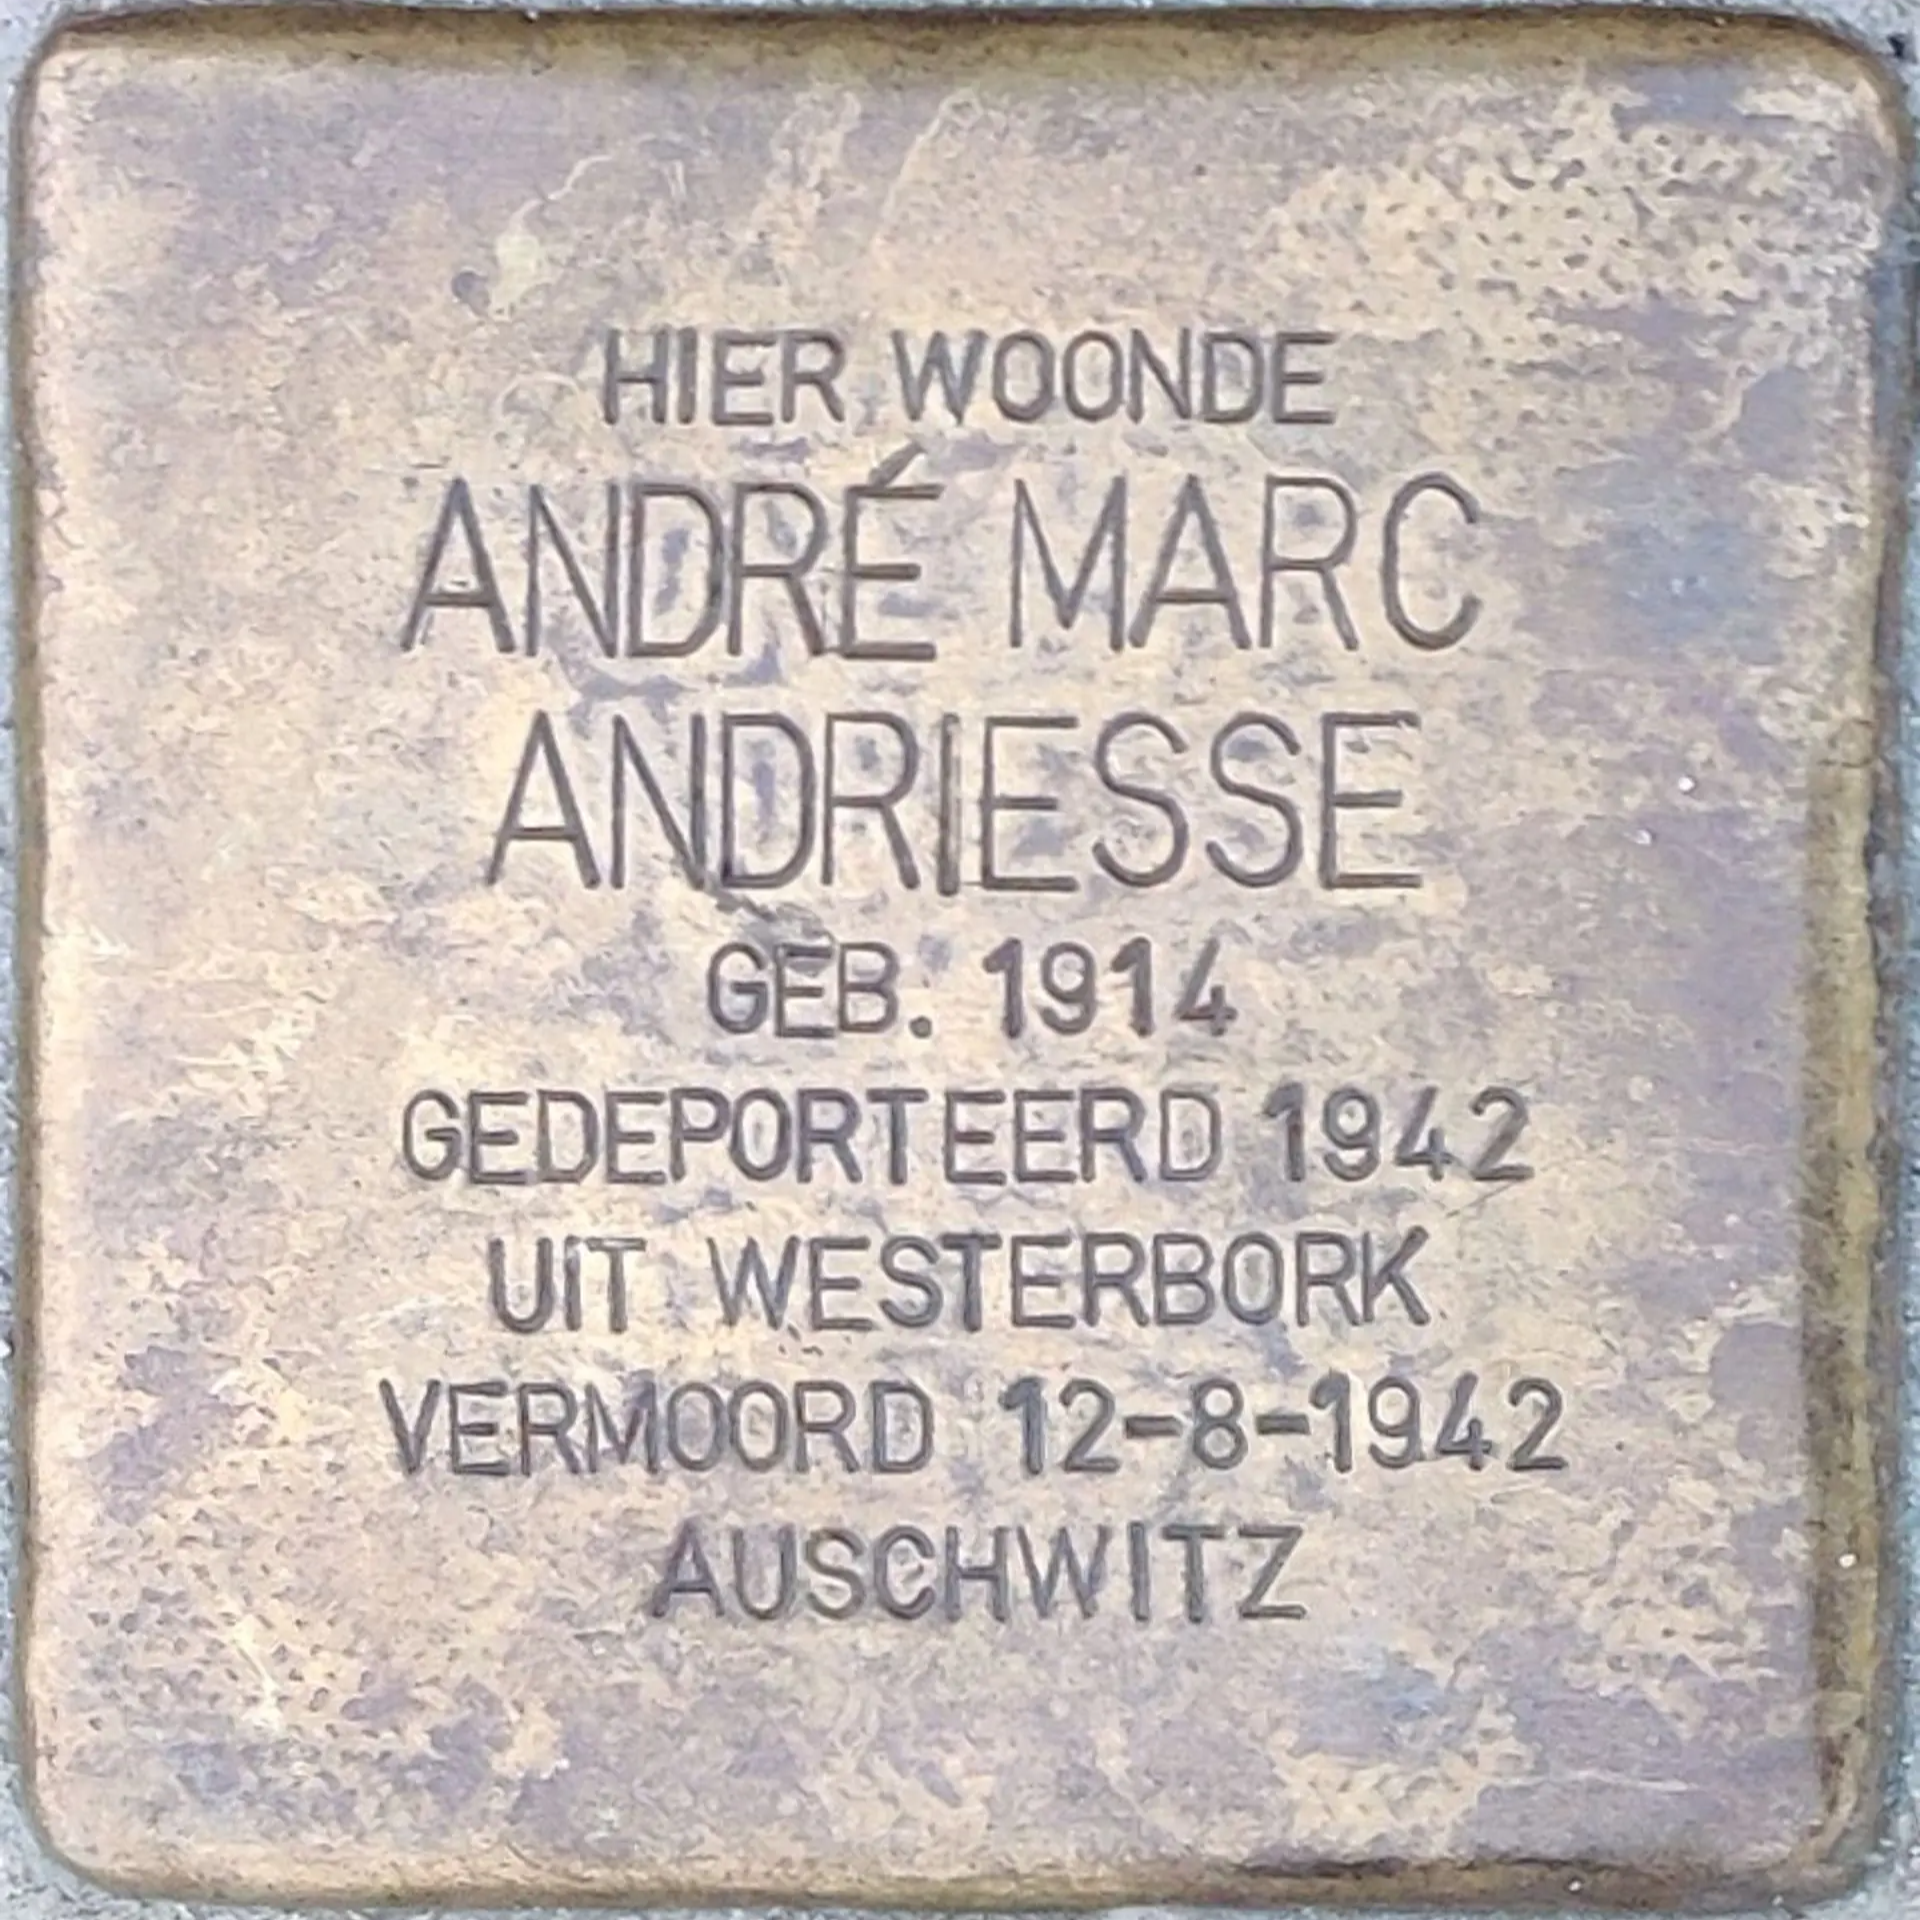 HIER WOONDE
ANDRÉ MARC
ANDRIESSE
GEB. 1914
GEDEPORTEERD 1942
UIT WESTERBORK
VERMOORD 12-8-1942
AUSCHWITZ